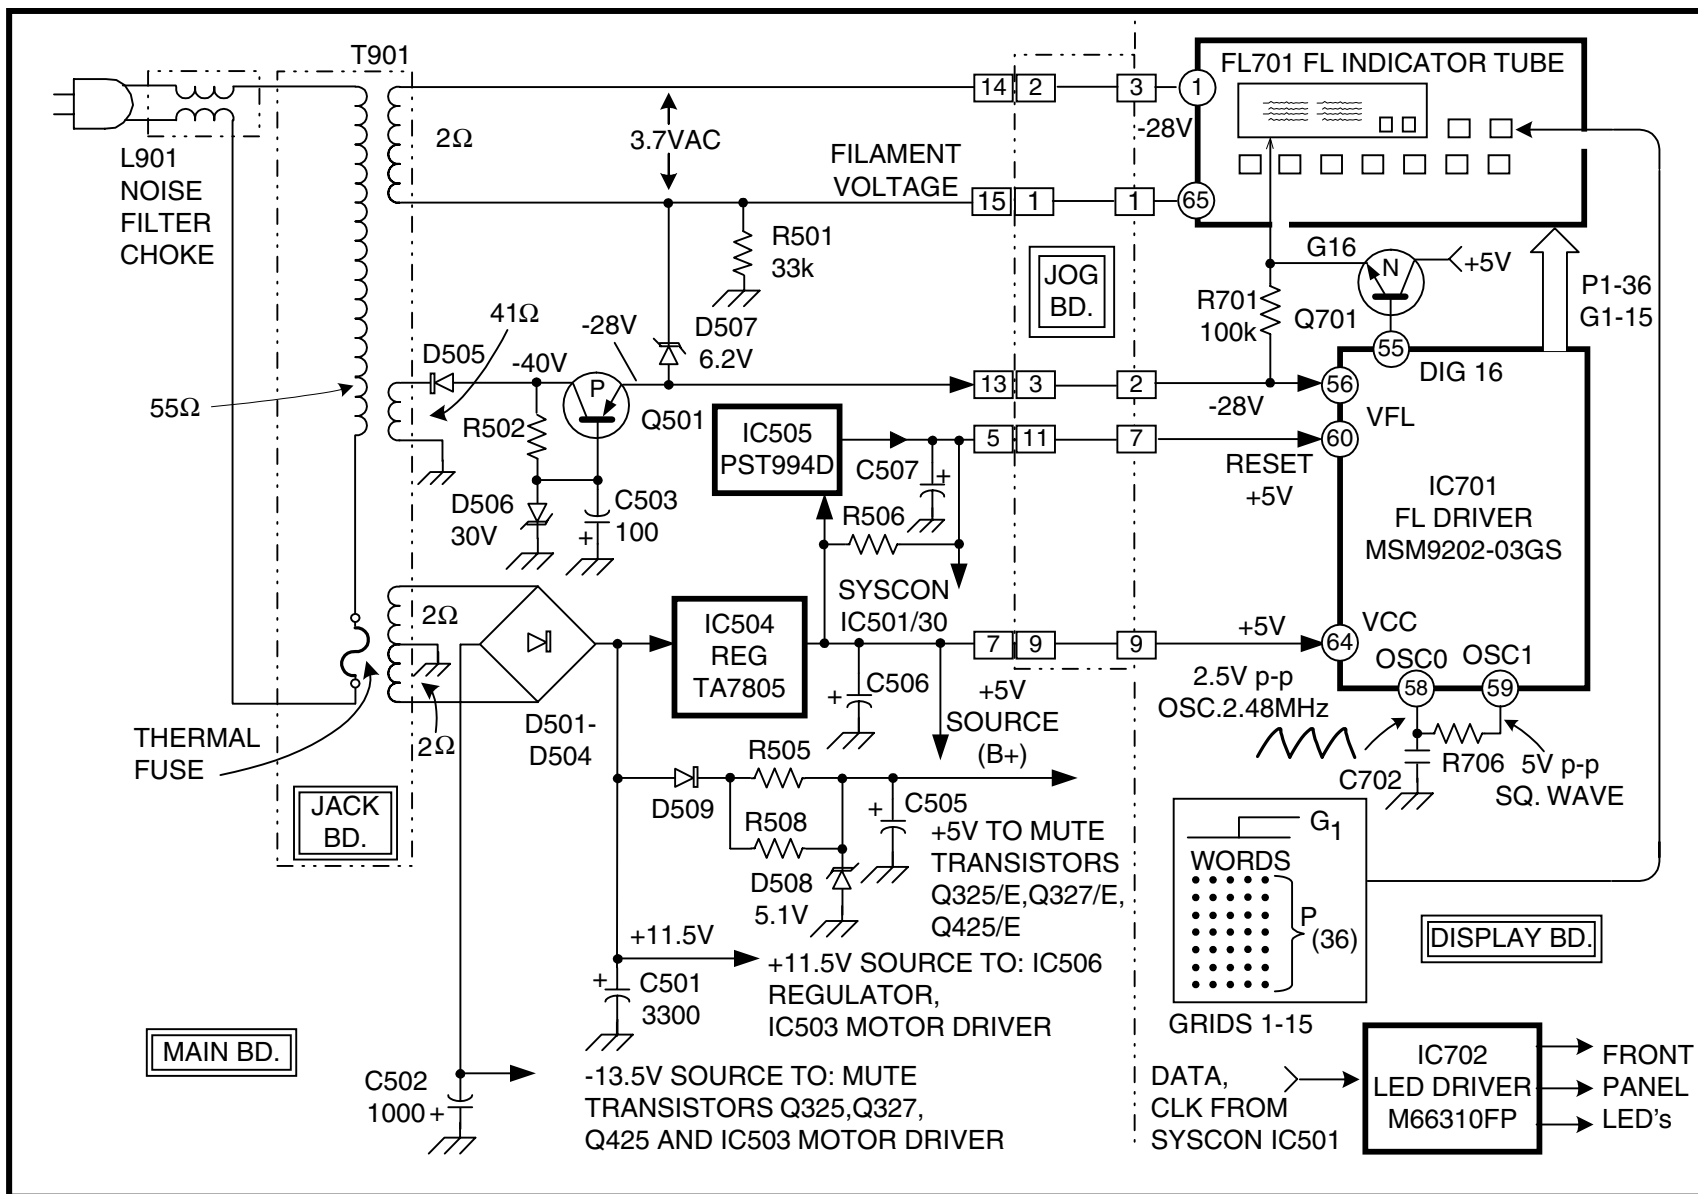 T901
L901
NOISE
FILTER
CHOKE
2Ω
3.7VAC
FILAMENT
VOLTAGE
14 2 3 1
-28V
15 1 1 65
FL701 FL INDICATOR TUBE
R501
33k
JOG
BD.
G16
N
+5V
P1-36
G1-15
R701
100k
Q701
55
DIG 16
41Ω
-28V
D507
6.2V
D505
-40V
P
Q501
55Ω
R502
13 3 2 56
-28V
VFL
IC505
PST994D
C507
+
5 11 7 60
RESET
+5V
D506
30V
C503
100
+
R506
SYSCON
IC501/30
IC701
FL DRIVER
MSM9202-03GS
2Ω
2Ω
THERMAL
FUSE
D501-
D504
IC504
REG
TA7805
+
C506
7 9 9
+5V
64
VCC
+5V
SOURCE
(B+)
OSC0
OSC1
58
59
2.5V p-p
OSC.2.48MHz
C702
R706
5V p-p
SQ. WAVE
JACK
BD.
D509
R505
R508
D508
5.1V
+
C505
+5V TO MUTE
TRANSISTORS
Q325/E,Q327/E,
Q425/E
G1
WORDS
P
(36)
GRIDS 1-15
DISPLAY BD.
+11.5V
+
C501
3300
+11.5V SOURCE TO: IC506
REGULATOR,
IC503 MOTOR DRIVER
MAIN BD.
C502
1000
+
-13.5V SOURCE TO: MUTE
TRANSISTORS Q325,Q327,
Q425 AND IC503 MOTOR DRIVER
DATA,
CLK FROM
SYSCON IC501
IC702
LED DRIVER
M66310FP
FRONT
PANEL
LED's